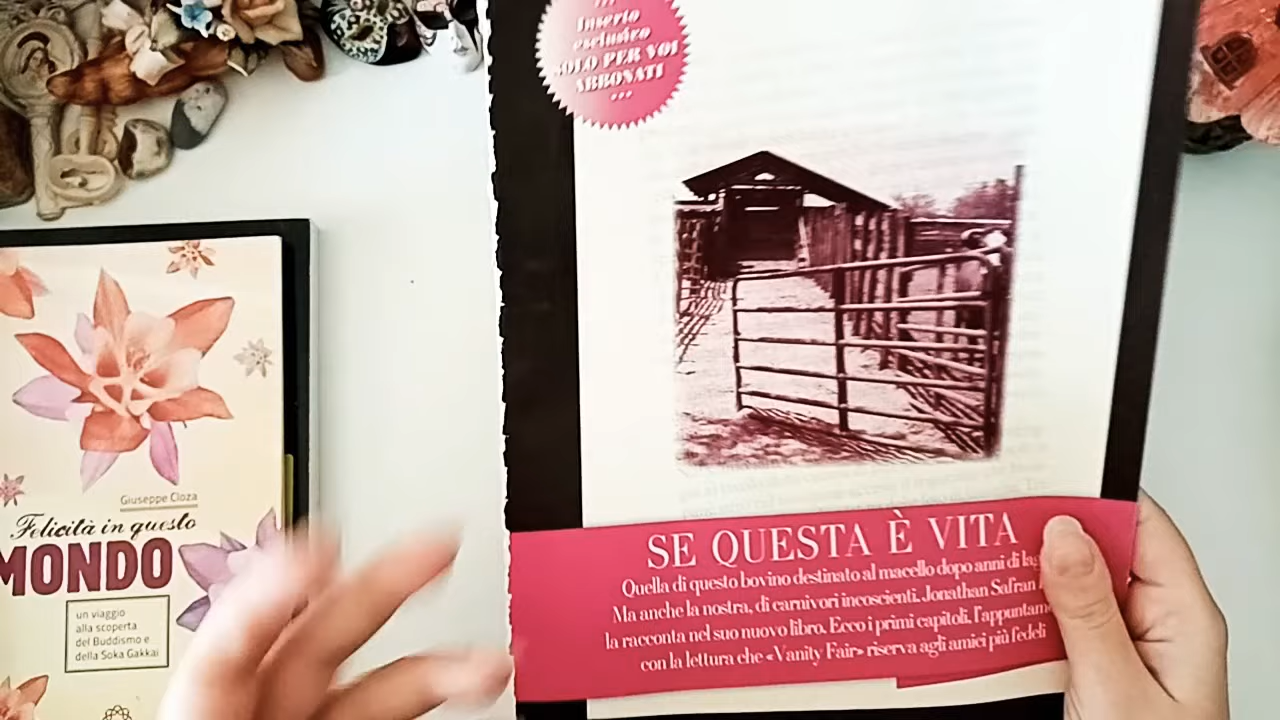 Inserto
esclusivo
SOLO PER VOI
ABBONATI
SE QUESTA È VITA
Quella di questo bovino destinato al macello dopo anni di
Ma anche la nostra, di carnivori incoscienti. Jonathan Safran
la racconta nel suo nuovo libro. Ecco i primi capitoli, l'appuntam
con la lettura che «Vanity Fair» riserva agli amici più fedeli
Giuseppe Cloza
Felicità in questo
MONDO
un viaggio
alla scoperta
del Buddismo e
della Soka Gakkai